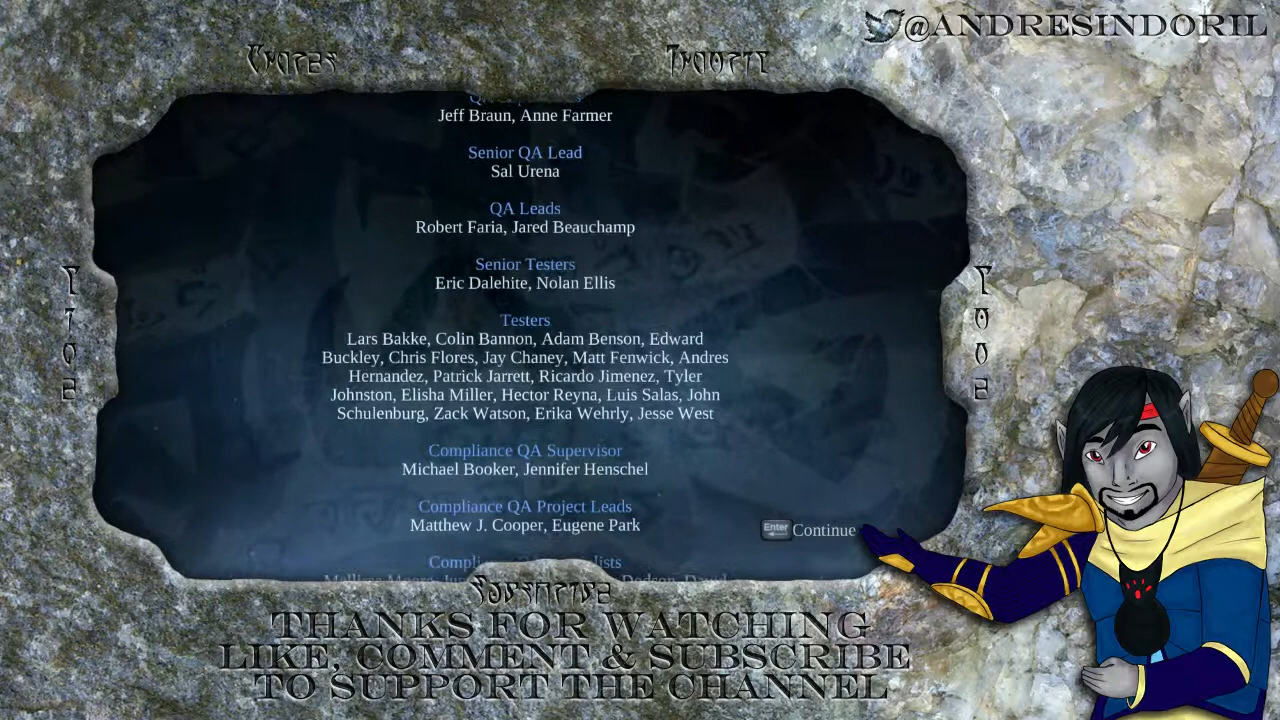 @ANDRESINDORIL
Jeff Braun, Anne Farmer
Senior QA Lead
Sal Urena
QA Leads
Robert Faria, Jared Beauchamp
Senior Testers
Eric Dalehite, Nolan Ellis
Testers
Lars Bakke, Colin Bannon, Adam Benson, Edward
Buckley, Chris Flores, Jay Chaney, Matt Fenwick, Andres
Hernandez, Patrick Jarrett, Ricardo Jimenez, Tyler
Johnston, Elisha Miller, Hector Reyna, Luis Salas, John
Schulenburg, Zack Watson, Erika Wehrly, Jesse West
Compliance QA Supervisor
Michael Booker, Jennifer Henschel
Compliance QA Project Leads
Matthew J. Cooper, Eugene Park
Enter Continue
THANKS FOR WATCHING
LIKE, COMMENT & SUBSCRIBE
TO SUPPORT THE CHANNEL